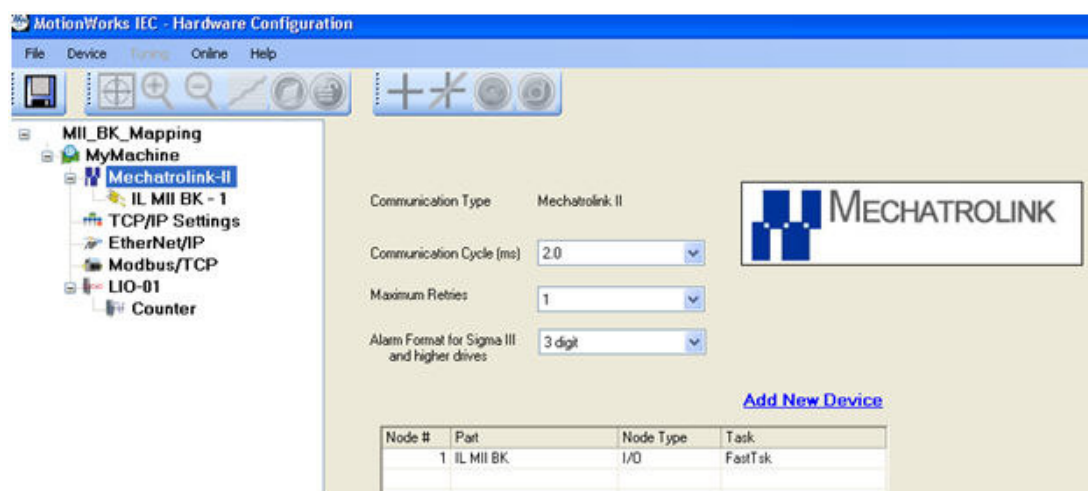 MotionWorks IEC - Hardware Configuration
File Device Tuning Online Help
MII_BK_Mapping
MyMachine
Mechatrolink-II
IL MII BK - 1
TCP/IP Settings
EtherNet/IP
Modbus/TCP
LIO-01
Counter
Communication Type Mechatrolink II
MECHATROLINK
Communication Cycle (ms) 2.0
Maximum Retries 1
Alarm Format for Sigma III 3 digit
and higher drives
Add New Device
Node # Part Node Type Task
1 IL MII BK I/O FastTsk